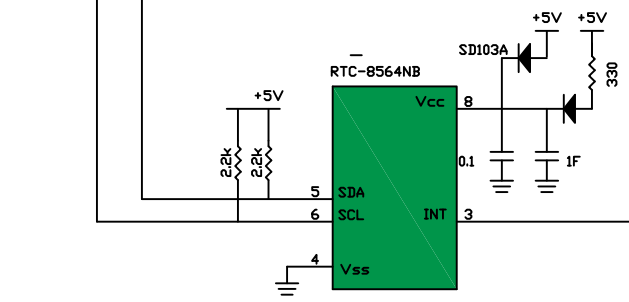 +5V +5V
SD103A
330
RTC-8564NB
+5V
Vcc 8
2.2k 2.2k
0.1 1F
5 SDA
6 SCL INT 3
4 Vss